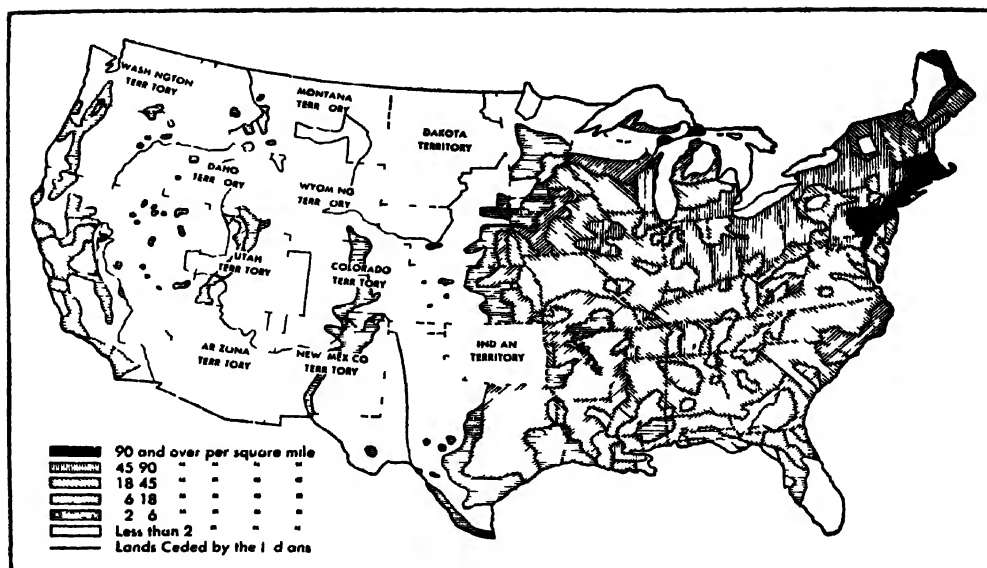 WASH NGTON
TERR TORY
MONTANA
TERR ORY
DAKOTA
TERRITORY
DAHO
TERR ORY
WYOM NG
TERR ORY
UTAH
TERR TORY
COLORADO
TERR TORY
IND AN
TERRITORY
AR ZONA
TERR TORY
NEW MEX CO
TERR TORY
90 and over per square mile
45 90 " " " "
18 45 " " " "
6 18 " " " "
2 6 " " " "
Less than 2 " " "
Lands Ceded by the I d ans